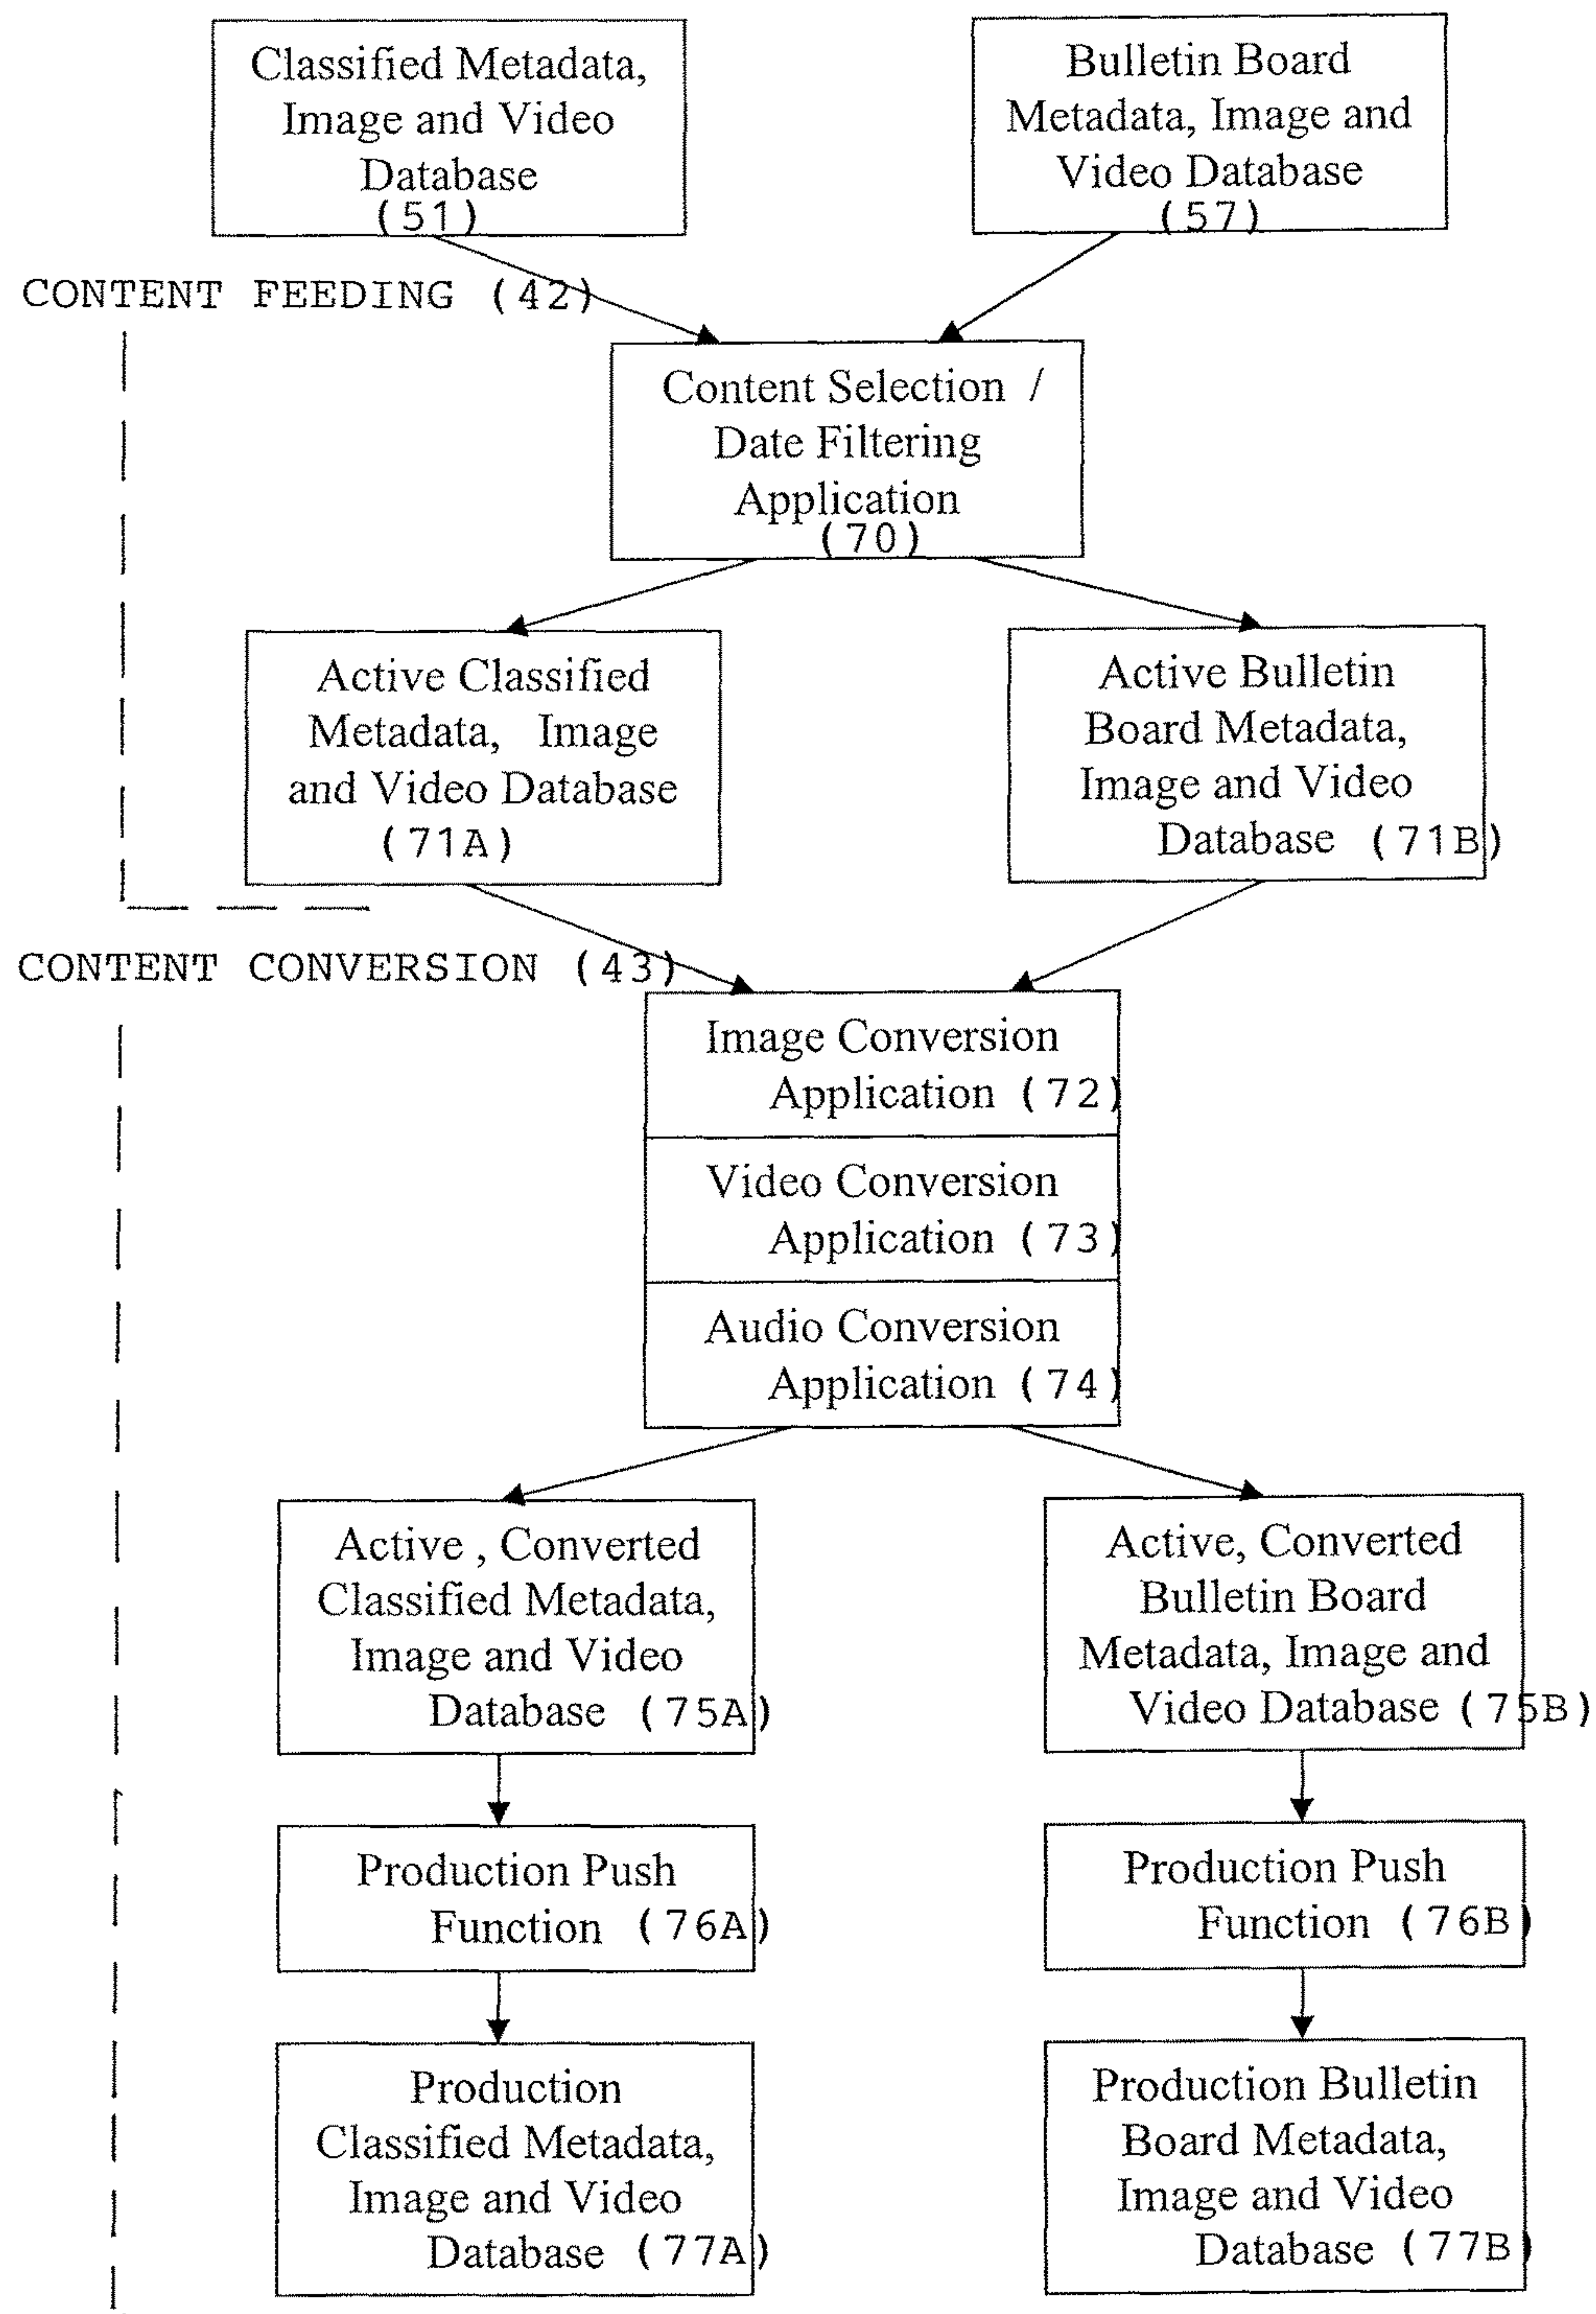 Classified Metadata,
Image and Video
Database
(51)
Bulletin Board
Metadata, Image and
Video Database
(57)
CONTENT FEEDING (42)
Content Selection /
Date Filtering
Application
(70)
Active Classified
Metadata, Image
and Video Database
(71A)
Active Bulletin
Board Metadata,
Image and Video
Database (71B)
CONTENT CONVERSION (43)
Image Conversion
Application (72)
Video Conversion
Application (73)
Audio Conversion
Application (74)
Active , Converted
Classified Metadata,
Image and Video
Database (75A)
Active, Converted
Bulletin Board
Metadata, Image and
Video Database (75B)
Production Push
Function (76A)
Production Push
Function (76B)
Production
Classified Metadata,
Image and Video
Database (77A)
Production Bulletin
Board Metadata,
Image and Video
Database (77B)